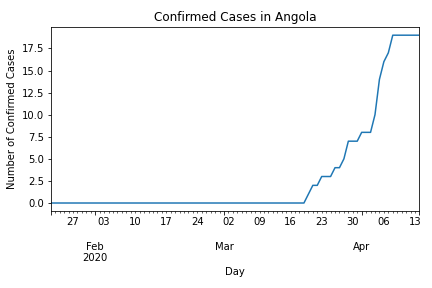 Confirmed Cases in Angola
Number of Confirmed Cases
17.5
15.0
12.5
10.0
7.5
5.0
2.5
0.0
27 03 10 17 24 02 09 16 23 30 06 13
Feb Mar Apr
2020
Day